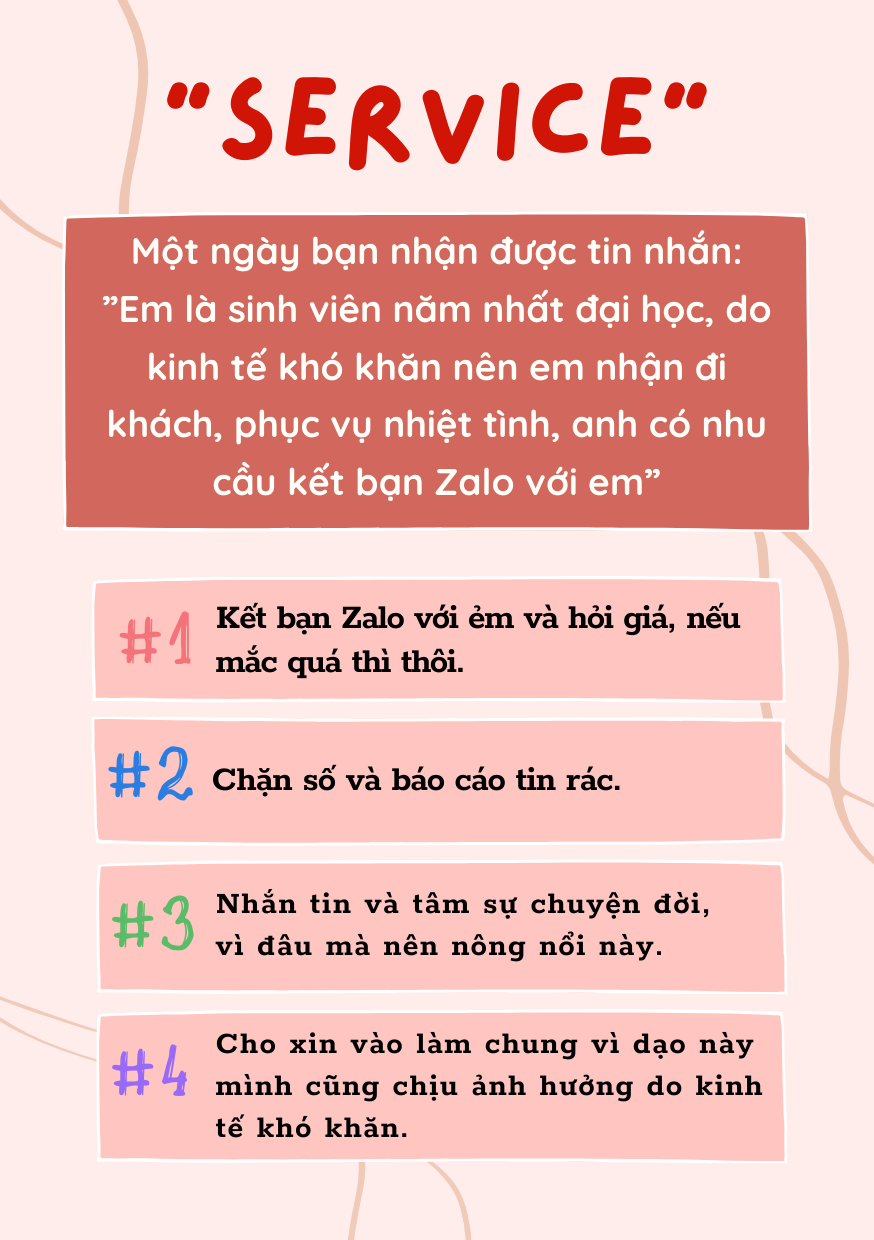 "SERVICE"
Một ngày bạn nhận được tin nhắn:
”Em là sinh viên năm nhất đại học, do
kinh tế khó khăn nên em nhận đi
khách, phục vụ nhiệt tình, anh có nhu
cầu kết bạn Zalo với em”
#1
Kết bạn Zalo với ẻm và hỏi giá, nếu
mắc quá thì thôi.
#2
Chặn số và báo cáo tin rác.
#3
Nhắn tin và tâm sự chuyện đời,
vì đâu mà nên nông nổi này.
#4
Cho xin vào làm chung vì dạo này
mình cũng chịu ảnh hưởng do kinh
tế khó khăn.